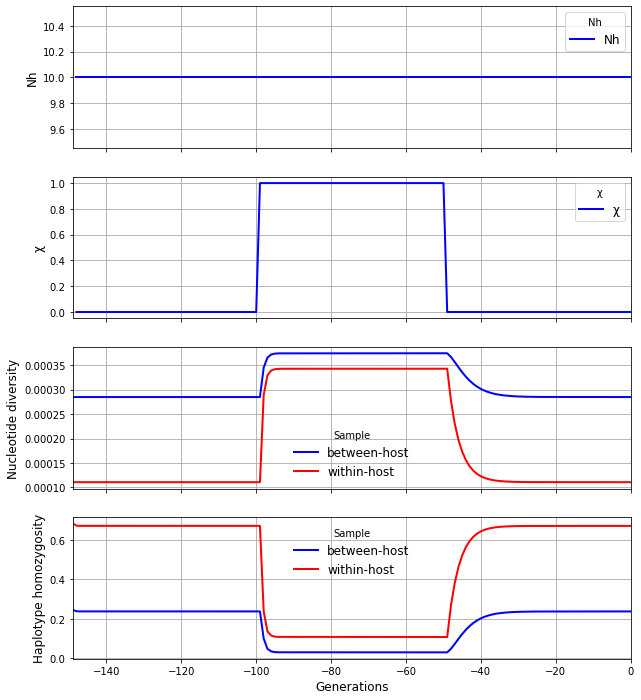 10.4
10.2
10.0
9.8
9.6
Nh
Nh
Nh
1.0
0.8
0.6
0.4
0.2
0.0
χ
χ
χ
0.00035
0.00030
0.00025
0.00020
0.00015
0.00010
Nucleotide diversity
Sample
between-host
within-host
0.6
0.4
0.2
0.0
Haplotype homozygosity
Sample
between-host
within-host
−140 −120 −100 −80 −60 −40 −20 0
Generations